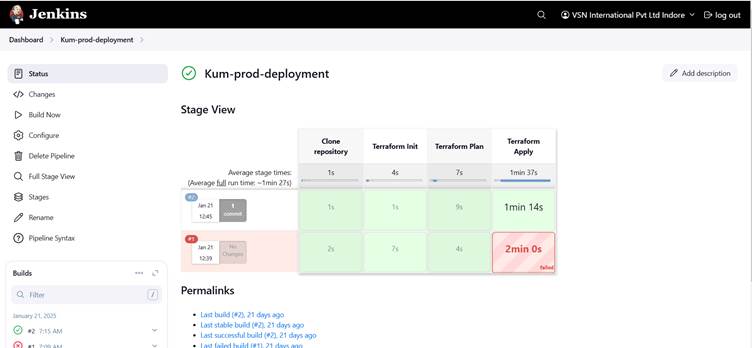 Jenkins
VSN International Pvt Ltd Indore
log out
Dashboard
Kum-prod-deployment
Status
Changes
Build Now
Configure
Delete Pipeline
Full Stage View
Stages
Rename
Pipeline Syntax
Builds
Filter
/
January 21, 2025
#2 7:15 AM
#1 7:09 AM
Kum-prod-deployment
Add description
Stage View
Clone repository
Terraform Init
Terraform Plan
Terraform Apply
Average stage times:
(Average full run time: ~1min 27s)
1s
4s
7s
1min 37s
#2
Jan 21
12:45
1
commit
1s
1s
9s
1min 14s
#1
Jan 21
12:39
No Changes
2s
7s
4s
2min 0s
failed
Permalinks
Last build (#2), 21 days ago
Last stable build (#2), 21 days ago
Last successful build (#2), 21 days ago
Last failed build (#1), 21 days ago